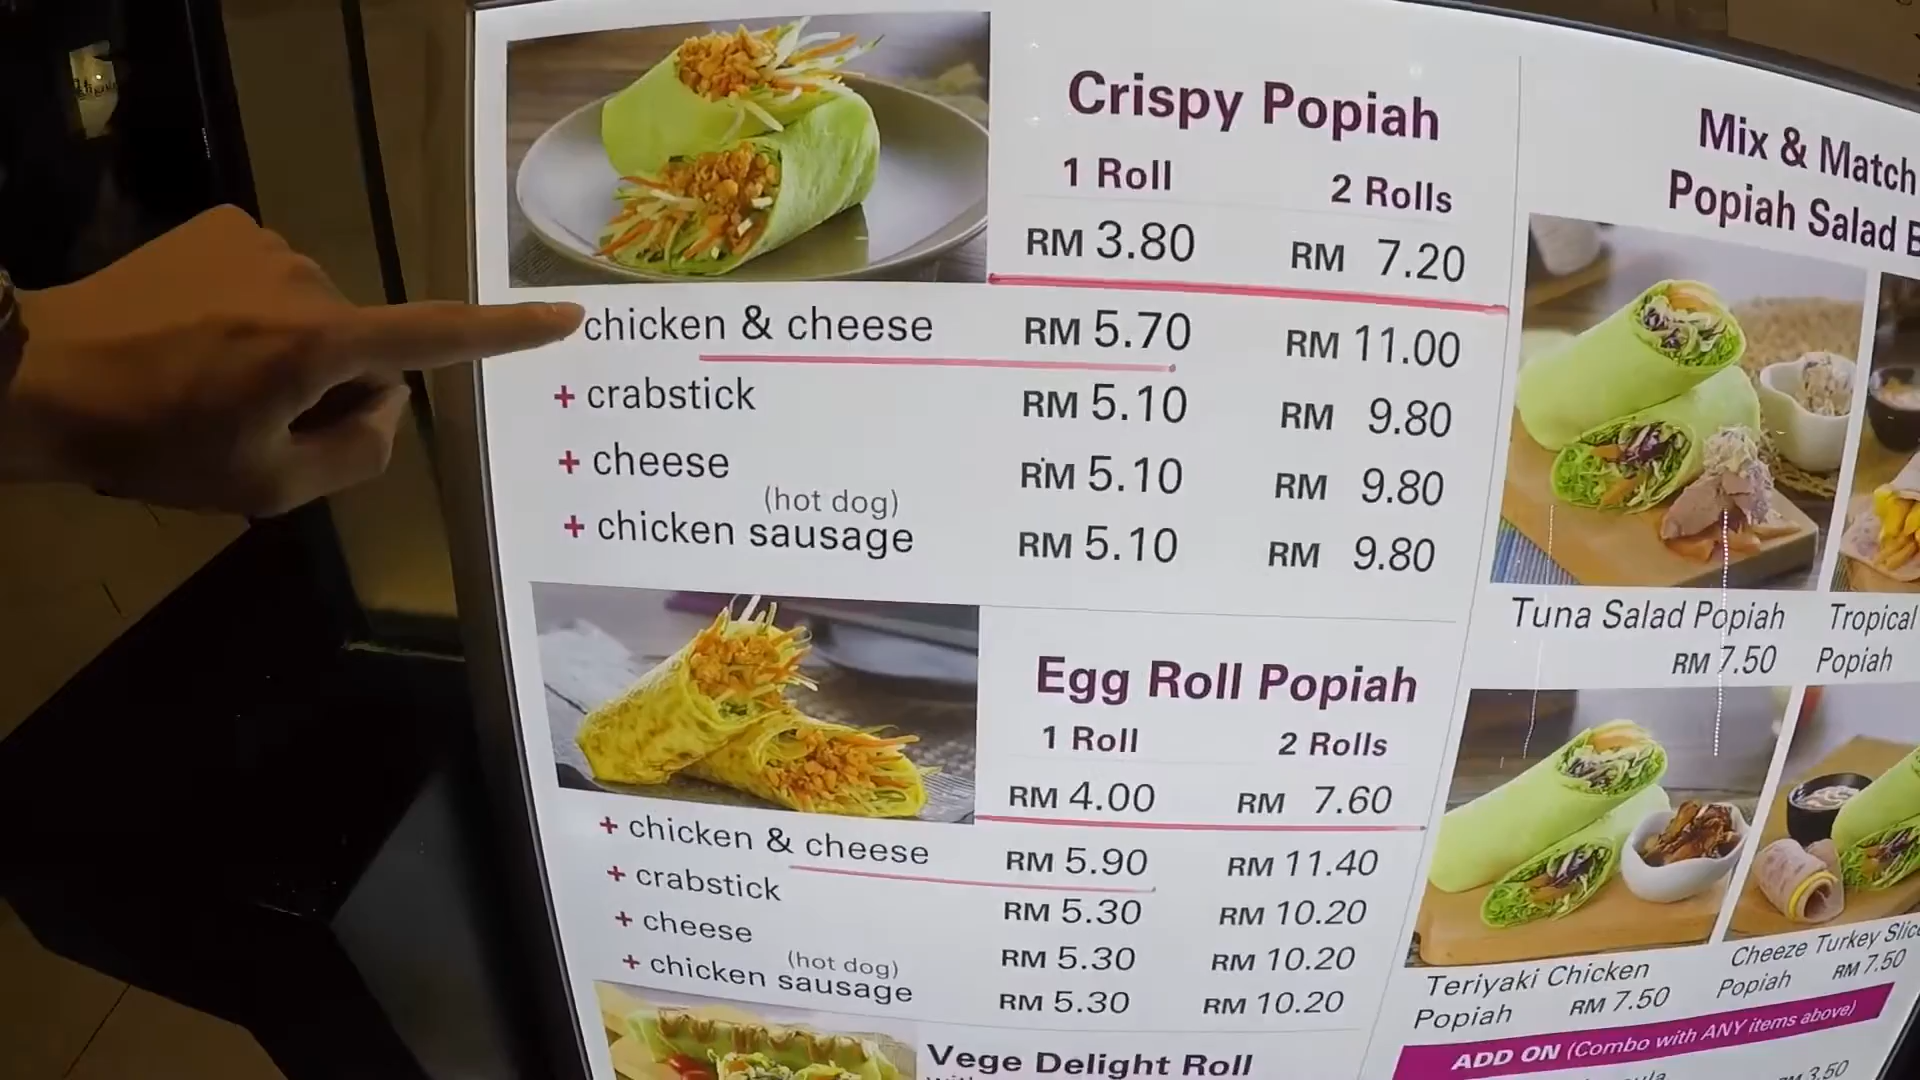 Crispy Popiah
1 Roll 2 Rolls
RM 3.80 RM 7.20
chicken & cheese RM 5.70 RM 11.00
+ crabstick RM 5.10 RM 9.80
+ cheese RM 5.10 RM 9.80
(hot dog)
+ chicken sausage RM 5.10 RM 9.80
Egg Roll Popiah
1 Roll 2 Rolls
RM 4.00 RM 7.60
+ chicken & cheese RM 5.90 RM 11.40
+ crabstick RM 5.30 RM 10.20
+ cheese RM 5.30 RM 10.20
(hot dog)
+ chicken sausage RM 5.30 RM 10.20
Vege Delight Roll
Mix & Match
Popiah Salad
Tuna Salad Popiah
RM 7.50
Tropical
Popiah
Teriyaki Chicken
Popiah RM 7.50
Cheeze Turkey
Popiah RM 7.50
ADD ON (Combo with ANY items above)
3.50